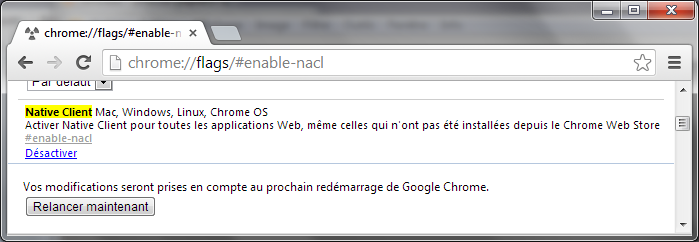 chrome://flags/#enable-n
chrome://flags/#enable-nacl
Par défaut
Native Client Mac, Windows, Linux, Chrome OS
Activer Native Client pour toutes les applications Web, même celles qui n'ont pas été installées depuis le Chrome Web Store
#enable-nacl
Désactiver
Vos modifications seront prises en compte au prochain redémarrage de Google Chrome.
Relancer maintenant